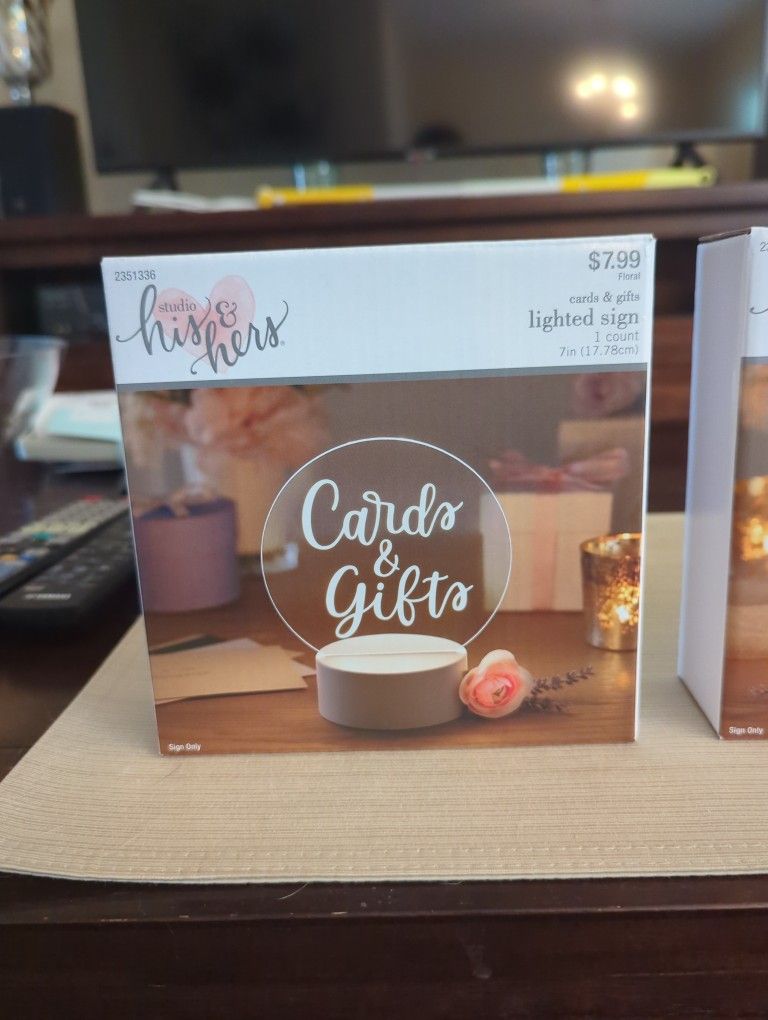 2351336
studio
his &
hers®
$7.99
Floral
cards & gifts
lighted sign
1 count
7in (17.78cm)
Cards
&
Gifts
Sign Only
Sign Only
YAMAHA